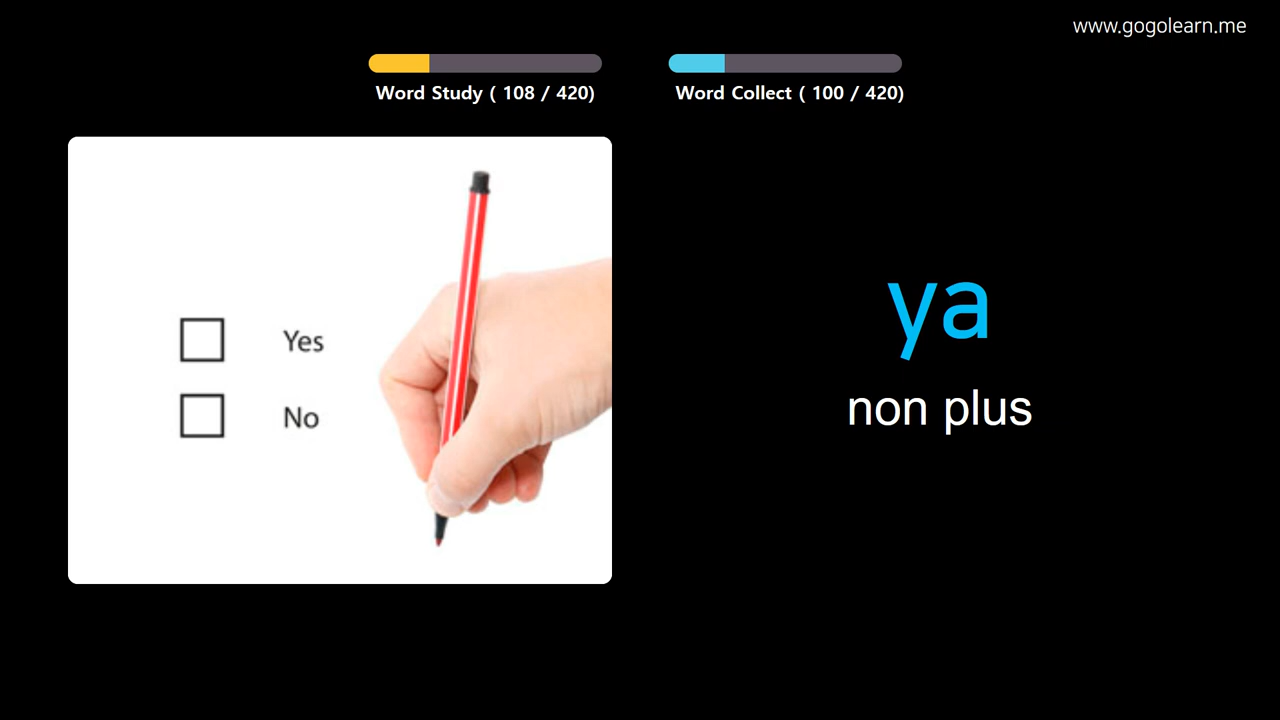 www.gogolearn.me
Word Study ( 108 / 420)
Word Collect ( 100 / 420)
Yes
No
ya
non plus